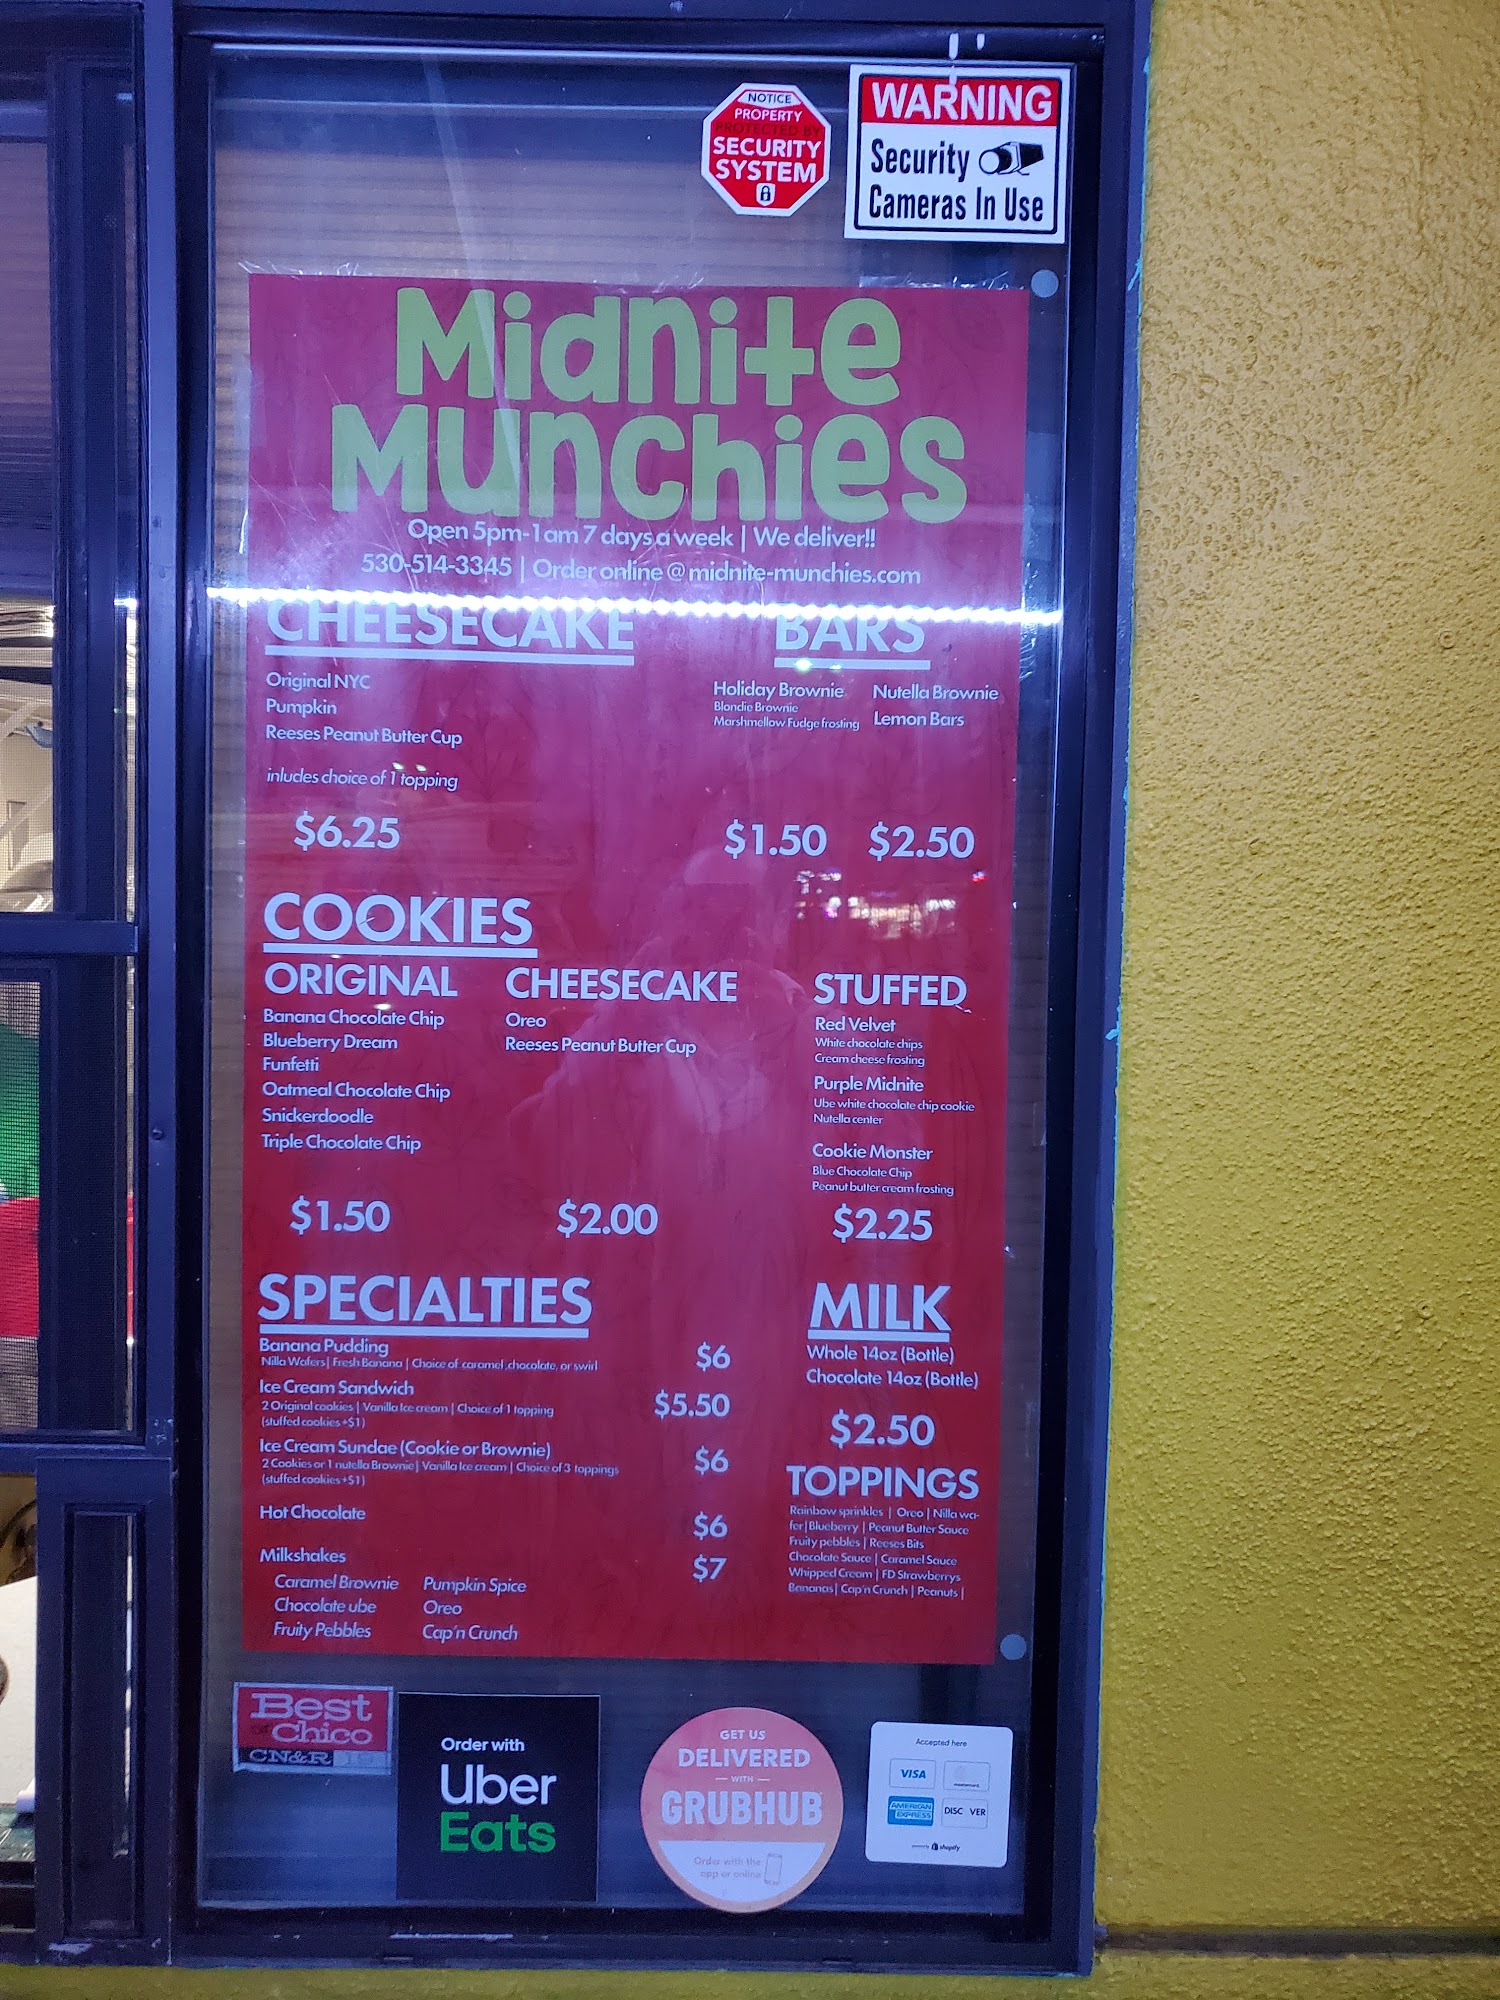 NOTICE
PROPERTY
PROTECTED BY
SECURITY
SYSTEM
WARNING
Security
Cameras In Use
Midnite
Munchies
Open 5pm-1am 7 days a week | We deliver!!
530-514-3345 | Order online @ midnite-munchies.com
CHEESECAKE
Original NYC
Pumpkin
Reeses Peanut Butter Cup
inludes choice of 1 topping
$6.25
BARS
Holiday Brownie
Blondie Brownie
Marshmellow Fudge frosting
$1.50
Nutella Brownie
Lemon Bars
$2.50
COOKIES
ORIGINAL
Banana Chocolate Chip
Blueberry Dream
Funfetti
Oatmeal Chocolate Chip
Snickerdoodle
Triple Chocolate Chip
$1.50
CHEESECAKE
Oreo
Reeses Peanut Butter Cup
$2.00
STUFFED
Red Velvet
White chocolate chips
Cream cheese frosting
Purple Midnite
Ube white chocolate chip cookie
Nutella center
Cookie Monster
Blue Chocolate Chip
Peanut butter cream frosting
$2.25
SPECIALTIES
Banana Pudding $6
Nilla Wafers| Fresh Banana | Choice of caramel ,chocolate, or swirl
Ice Cream Sandwich $5.50
2 Original cookies | Vanilla Ice cream | Choice of 1 topping
(stuffed cookies +$1)
Ice Cream Sundae (Cookie or Brownie) $6
2 Cookies or 1 nutella Brownie| Vanilla Ice cream | Choice of 3 toppings
(stuffed cookies +$1)
Hot Chocolate $6
Milkshakes $7
Caramel Brownie Pumpkin Spice
Chocolate ube Oreo
Fruity Pebbles Cap'n Crunch
MILK
Whole 14oz (Bottle)
Chocolate 14oz (Bottle)
$2.50
TOPPINGS
Rainbow sprinkles | Oreo | Nilla wa-
fer|Blueberry | Peanut Butter Sauce
Fruity pebbles | Reeses Bits
Chocolate Sauce | Caramel Sauce
Whipped Cream | FD Strawberrys
Bananas| Cap'n Crunch | Peanuts |
Best
of Chico
CN&R
Order with
Uber
Eats
GET US
DELIVERED
WITH
GRUBHUB
Order with the
app or online
Accepted here
VISA
mastercard
AMERICAN
EXPRESS
DISC VER
shopify